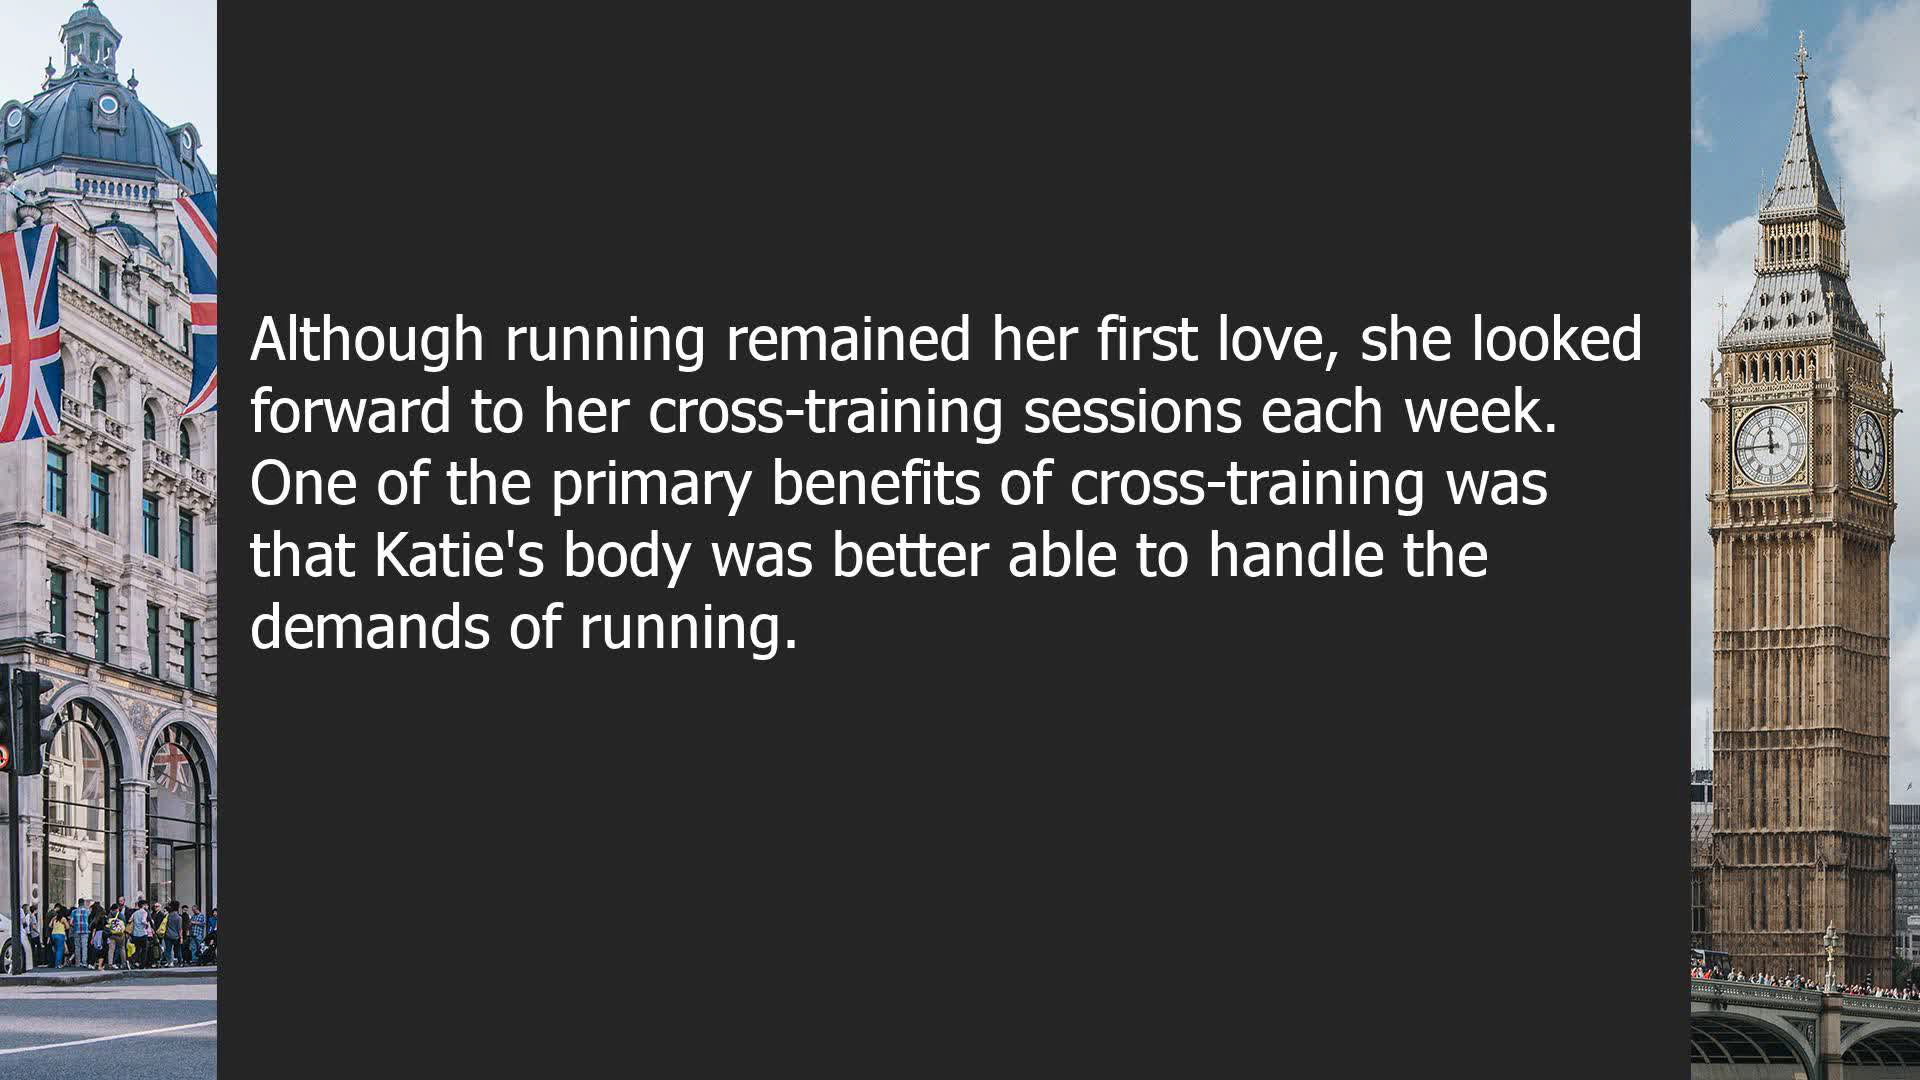 Although running remained her first love, she looked
forward to her cross-training sessions each week.
One of the primary benefits of cross-training was
that Katie's body was better able to handle the
demands of running.